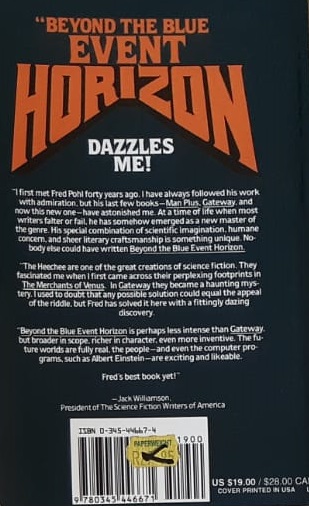 "BEYOND THE BLUE
EVENT
HORIZON
DAZZLES
ME!
"I first met Fred Pohl forty years ago. I have always followed his work
with admiration, but his last few books—Man Plus, Gateway, and
now this new one—have astonished me. At a time of life when most
writers falter or fail, he has somehow emerged as a new master of
the genre. His special combination of scientific imagination, humane
concern, and sheer literary craftsmanship is something unique. No-
body else could have written Beyond the Blue Event Horizon.
"The Heechee are one of the great creations of science fiction. They
fascinated me when I first came across their perplexing footprints in
The Merchants of Venus. In Gateway they became a haunting mys-
tery. I used to doubt that any possible solution could equal the appeal
of the riddle, but Fred has solved it here with a fittingly dazing
discovery.
"Beyond the Blue Event Horizon is perhaps less intense than Gateway,
but broader in scope, richer in character, even more inventive. The fu-
ture worlds are fully real, the people—and even the computer pro-
grams, such as Albert Einstein—are exciting and likeable.
Fred's best book yet!"
—Jack Williamson,
President of The Science Fiction Writers of America
ISBN 0-345-44667-4
PAPERWEIGHT
1900
9 780345 446671
US $19.00 / $28.00 CA
COVER PRINTED IN USA